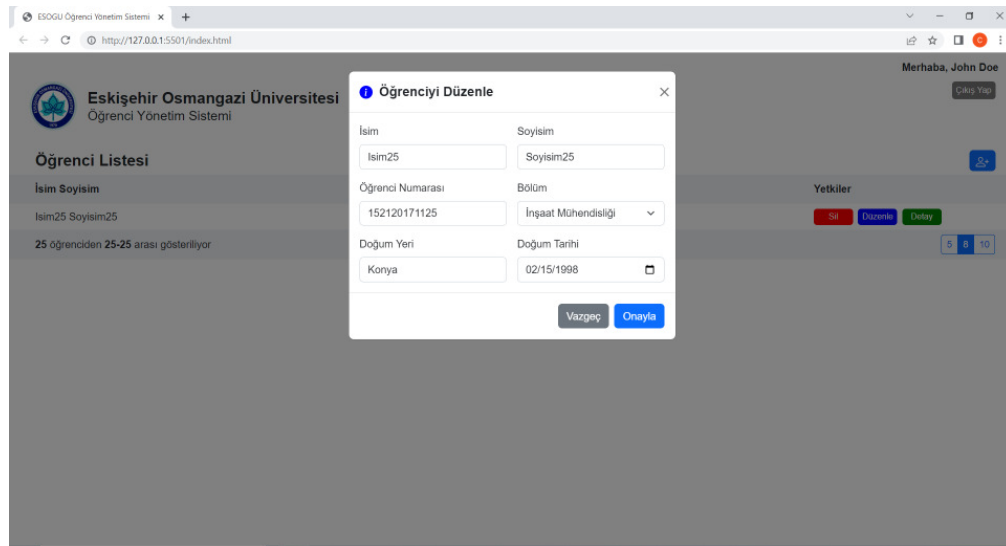 ESOGU Öğrenci Yönetim Sistemi
http://127.0.0.1:5501/index.html
Merhaba, John Doe
Eskişehir Osmangazi Üniversitesi
Çıkış Yap
Öğrenci Yönetim Sistemi
Öğrenci Listesi
İsim Soyisim
Yetkiler
Isim25 Soyisim25
Sil Düzenle Detay
25 öğrenciden 25-25 arası gösteriliyor
5 8 10
Öğrenciyi Düzenle
İsim Soyisim
Isim25 Soyisim25
Öğrenci Numarası Bölüm
152120171125 İnşaat Mühendisliği
Doğum Yeri Doğum Tarihi
Konya 02/15/1998
Vazgeç Onayla